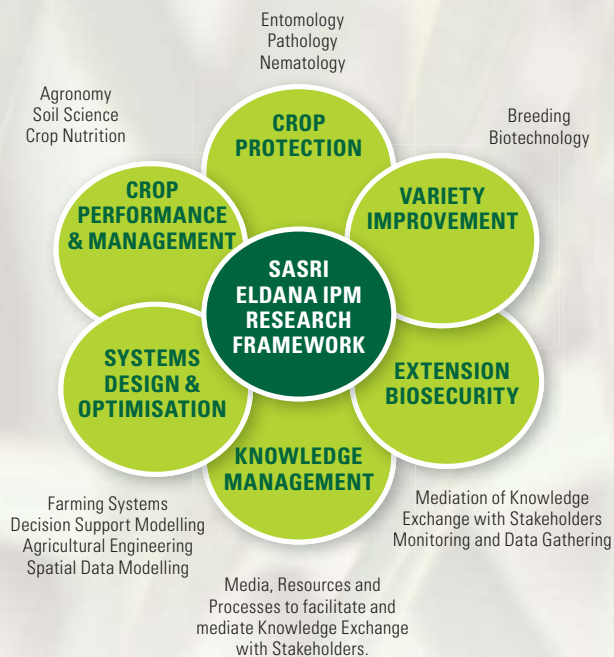 Entomology
Pathology
Nematology
Agronomy
Soil Science
Crop Nutrition
Breeding
Biotechnology
CROP
PROTECTION
CROP
PERFORMANCE
& MANAGEMENT
VARIETY
IMPROVEMENT
SASRI
ELDANA IPM
RESEARCH
FRAMEWORK
SYSTEMS
DESIGN &
OPTIMISATION
EXTENSION
BIOSECURITY
KNOWLEDGE
MANAGEMENT
Farming Systems
Decision Support Modelling
Agricultural Engineering
Spatial Data Modelling
Mediation of Knowledge
Exchange with Stakeholders
Monitoring and Data Gathering
Media, Resources and
Processes to facilitate and
mediate Knowledge Exchange
with Stakeholders.